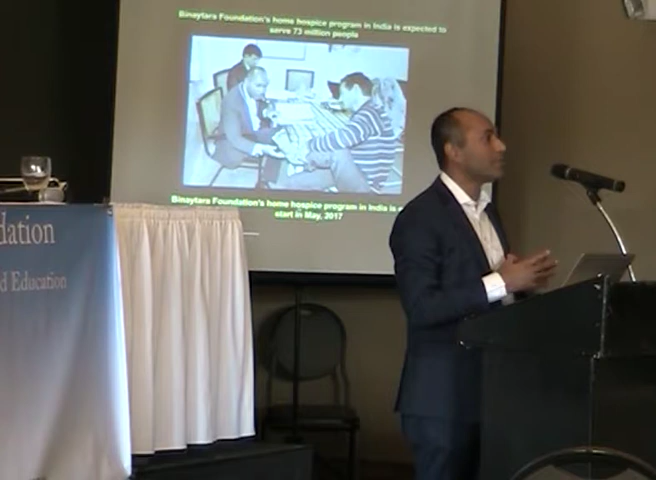 Binaytara Foundation's home hospice program in India is expected to
serve 73 million people
Binaytara Foundation's home hospice program in India is
start in May, 2017
dation
d Education